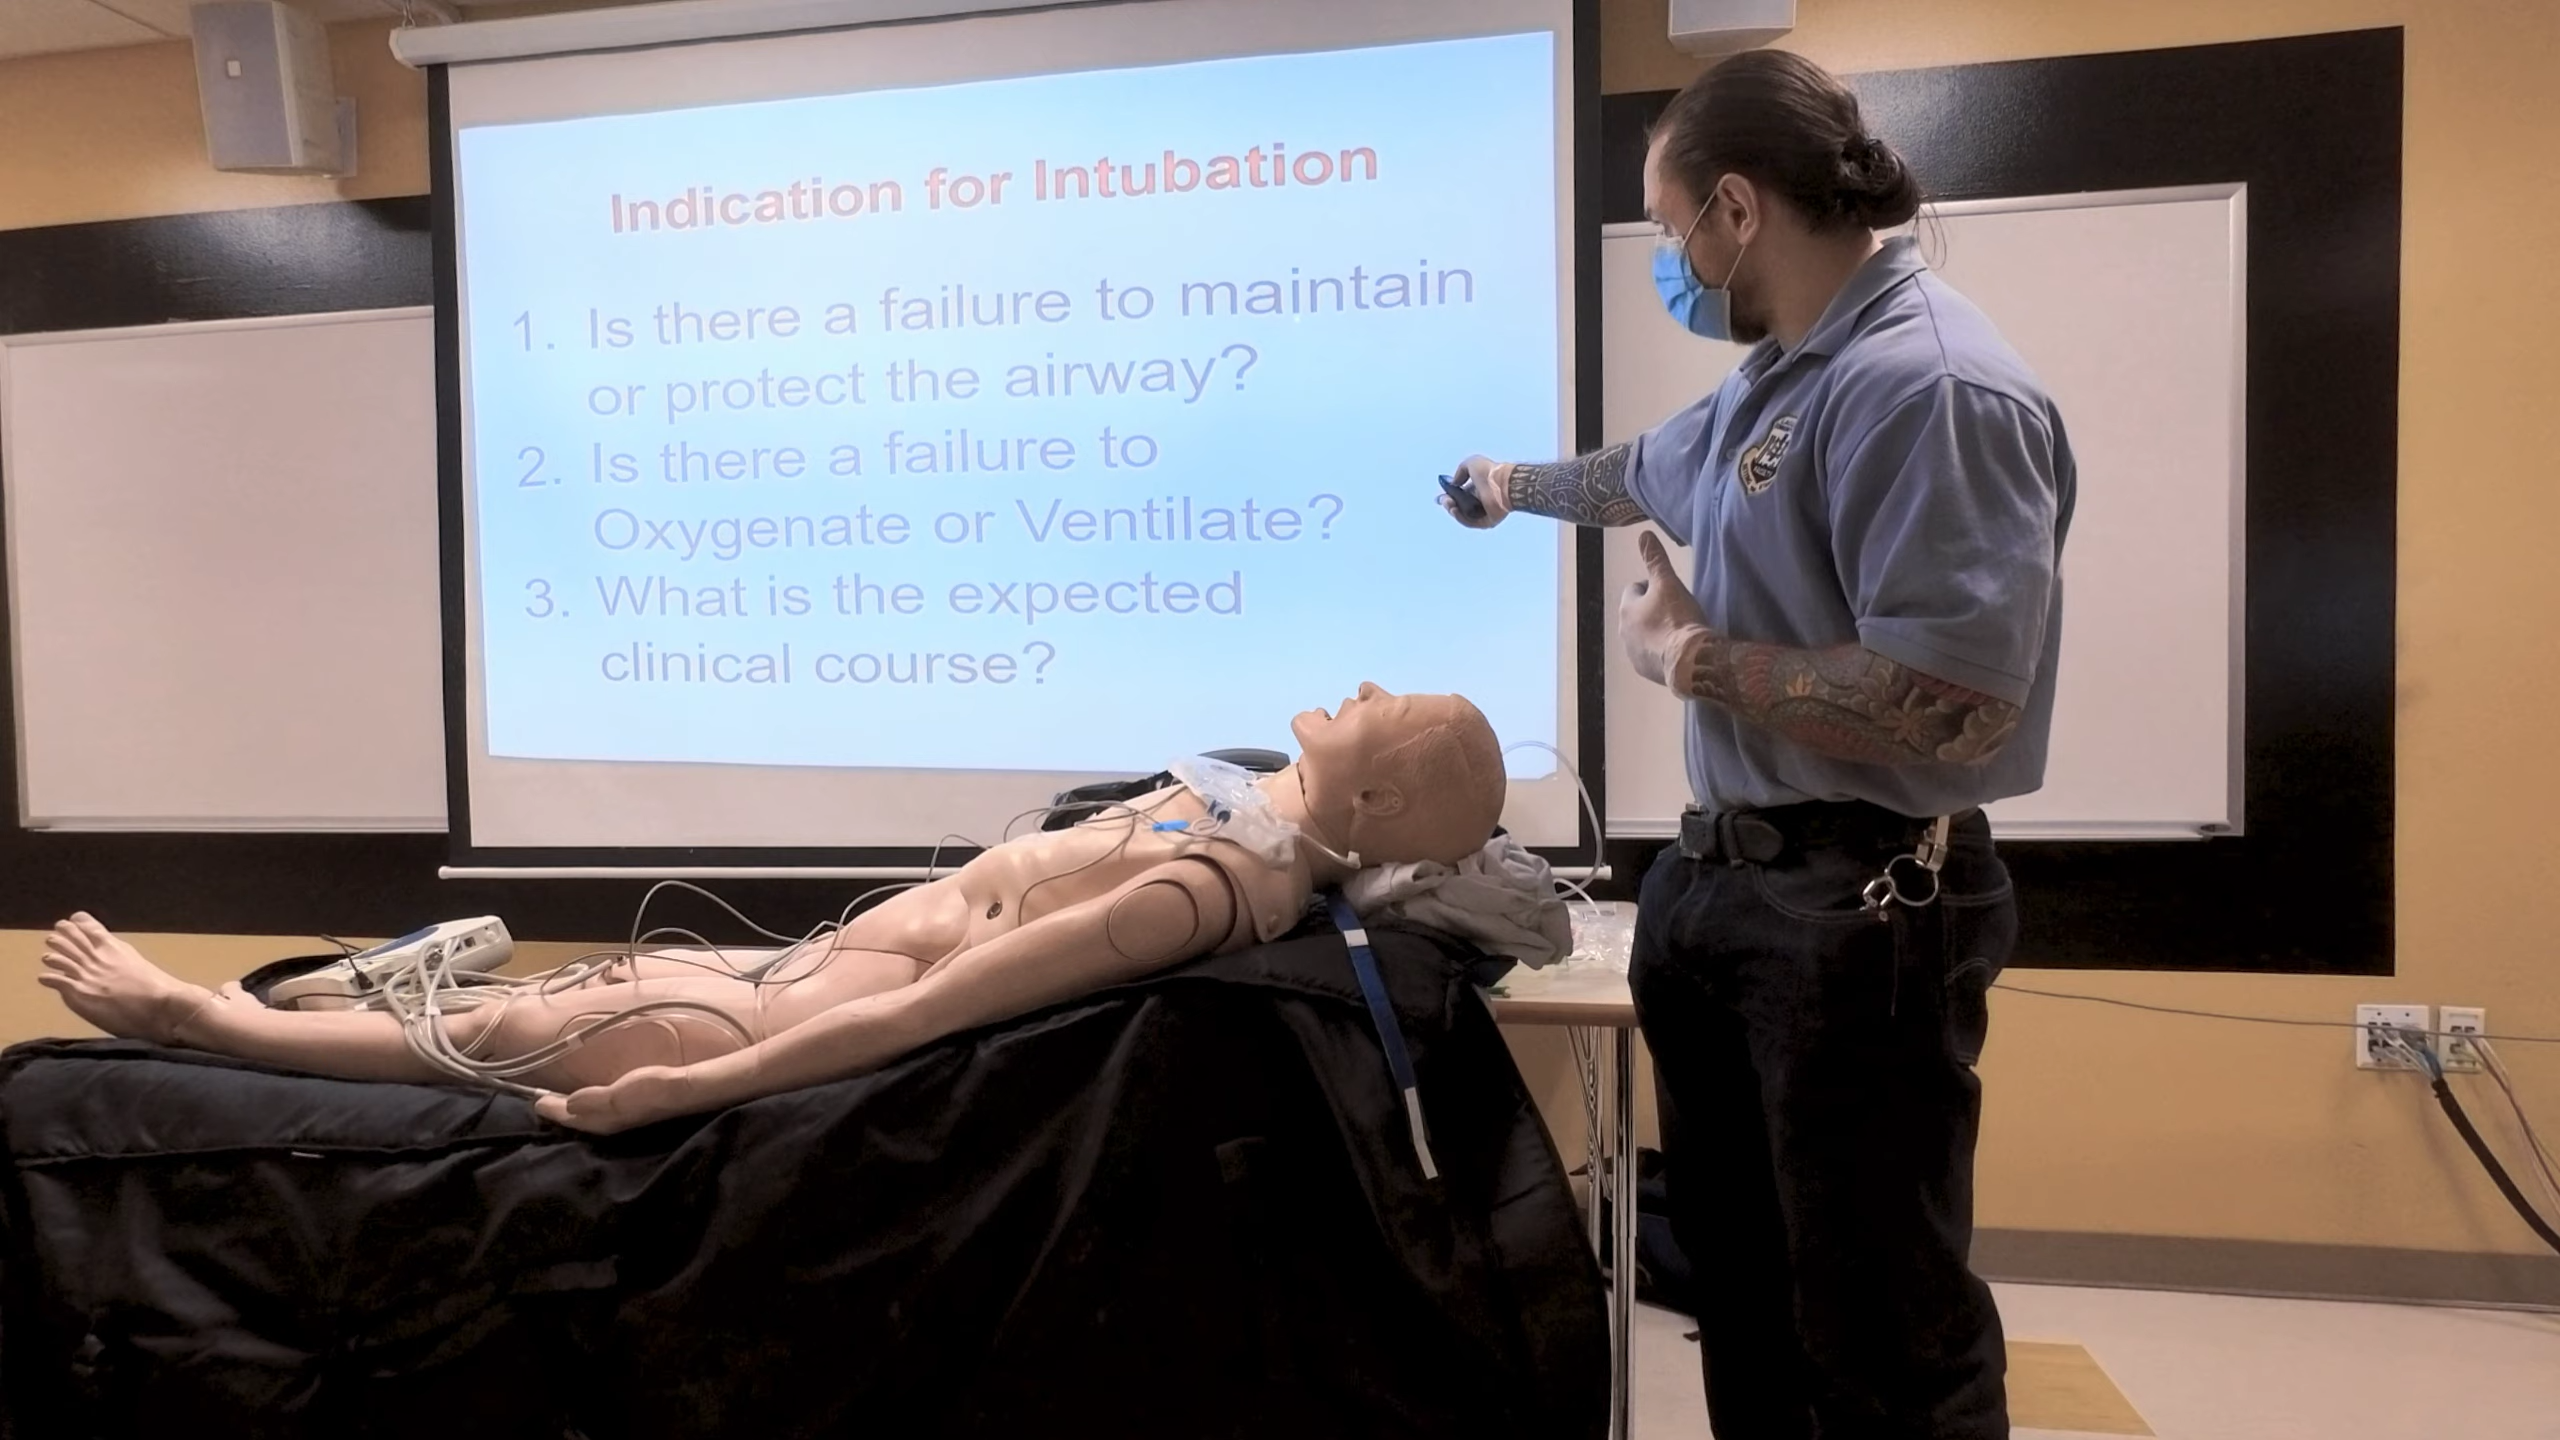 Indication for Intubation
1. Is there a failure to maintain
or protect the airway?
2. Is there a failure to
Oxygenate or Ventilate?
3. What is the expected
clinical course?